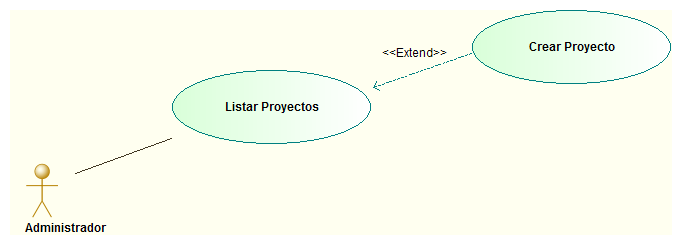 Crear Proyecto
<<Extend>>
Listar Proyectos
Administrador